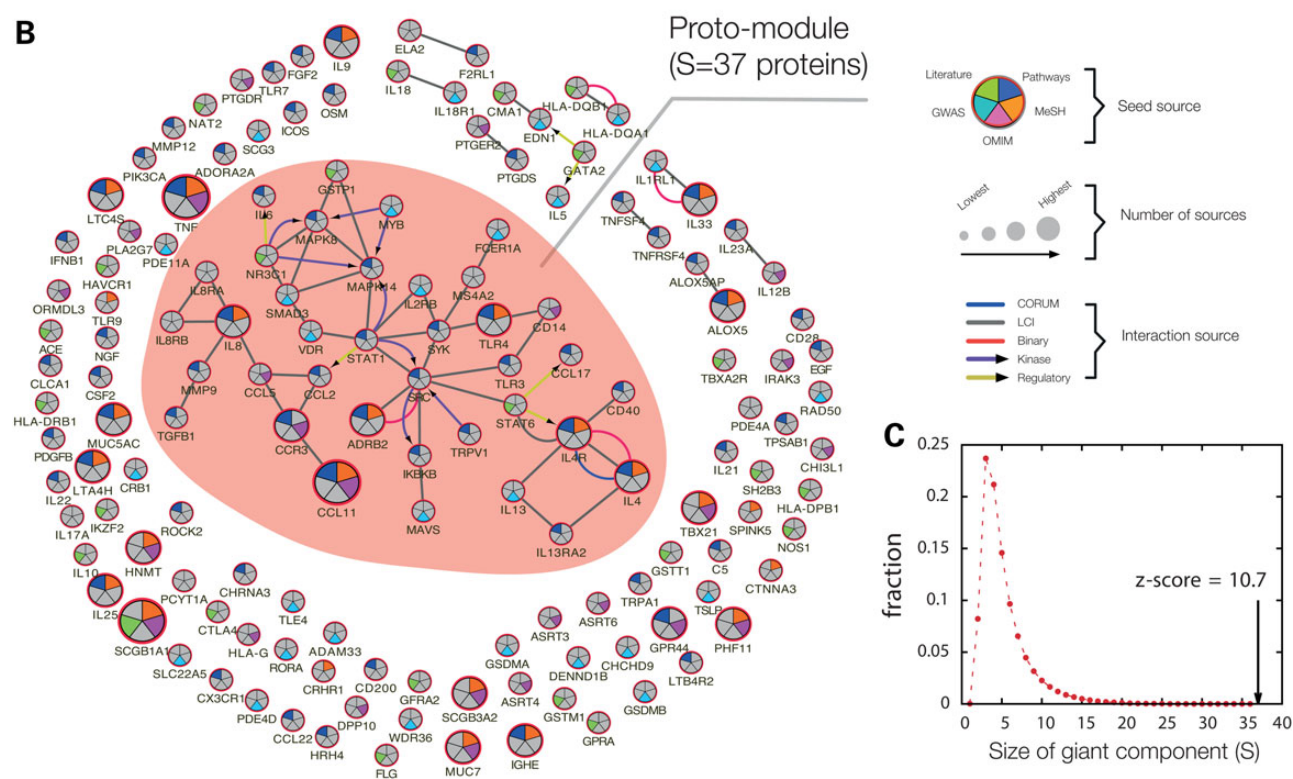 B
Proto-module
(S=37 proteins)
IL9
FGF2
TLR7
PTGDR
NAT2
MMP12
PIK3CA
LTC4S
OSM
ICOS
SCG3
ADORA2A
TNF
PLA2G7
PDE11A
IFNB1
HAVCR1
ORMDL3
TLR9
ACE
NGF
CLCA1
CSF2
HLA-DRB1
MUC5AC
PDGFB
LTA4H
CRB1
IL22
IKZF2
IL17A
ROCK2
IL10
HNMT
IL25
PCYT1A
CHRNA3
SCGB1A1
CTLA4
TLE4
HLA-G
ADAM33
SLC22A5
RORA
CX3CR1
CRHR1
CD200
PDE4D
DPP10
GFRA2
CCL22
HRH4
WDR36
FLG
SCGB3A2
MUC7
IGHE
GSDMA
ASRT3
ASRT4
DENND1B
ASRT6
CHCHD9
GSTM1
GSDMB
GPRA
LTB4R2
GPR44
PHF11
TRPA1
TSLP
GSTT1
C5
CTNNA3
TBX21
SPINK5
NOS1
HLA-DPB1
SH2B3
IL21
CHI3L1
TPSAB1
PDE4A
RAD50
IRAK3
EGF
CD28
TBXA2R
ALOX5
ALOX5AP
IL12B
IL23A
TNFRSF4
TNFSF4
IL33
IL1RL1
ELA2
F2RL1
IL18
IL18R1
CMA1
EDN1
HLA-DQB1
HLA-DQA1
PTGER2
PTGDS
GATA2
IL5
GSTP1
IL6
MAPK8
MYB
FCER1A
NR3C1
MAPK14
IL8RA
IL2RB
MS4A2
SMAD3
CD14
IL8RB
IL8
VDR
STAT1
SYK
TLR4
MMP9
CCL5
CCL2
SRC
TLR3
CCL17
TGFB1
STAT6
CD40
CCR3
ADRB2
TRPV1
IL4R
IKBKB
CCL11
IL4
IL13
MAVS
IL13RA2
Literature
Pathways
GWAS
MeSH
OMIM
Seed source
Lowest
Highest
Number of sources
CORUM
LCI
Binary
Kinase
Regulatory
Interaction source
C
0.25
0.2
0.15
0.1
0.05
0
fraction
z-score = 10.7
0 5 10 15 20 25 30 35 40
Size of giant component (S)